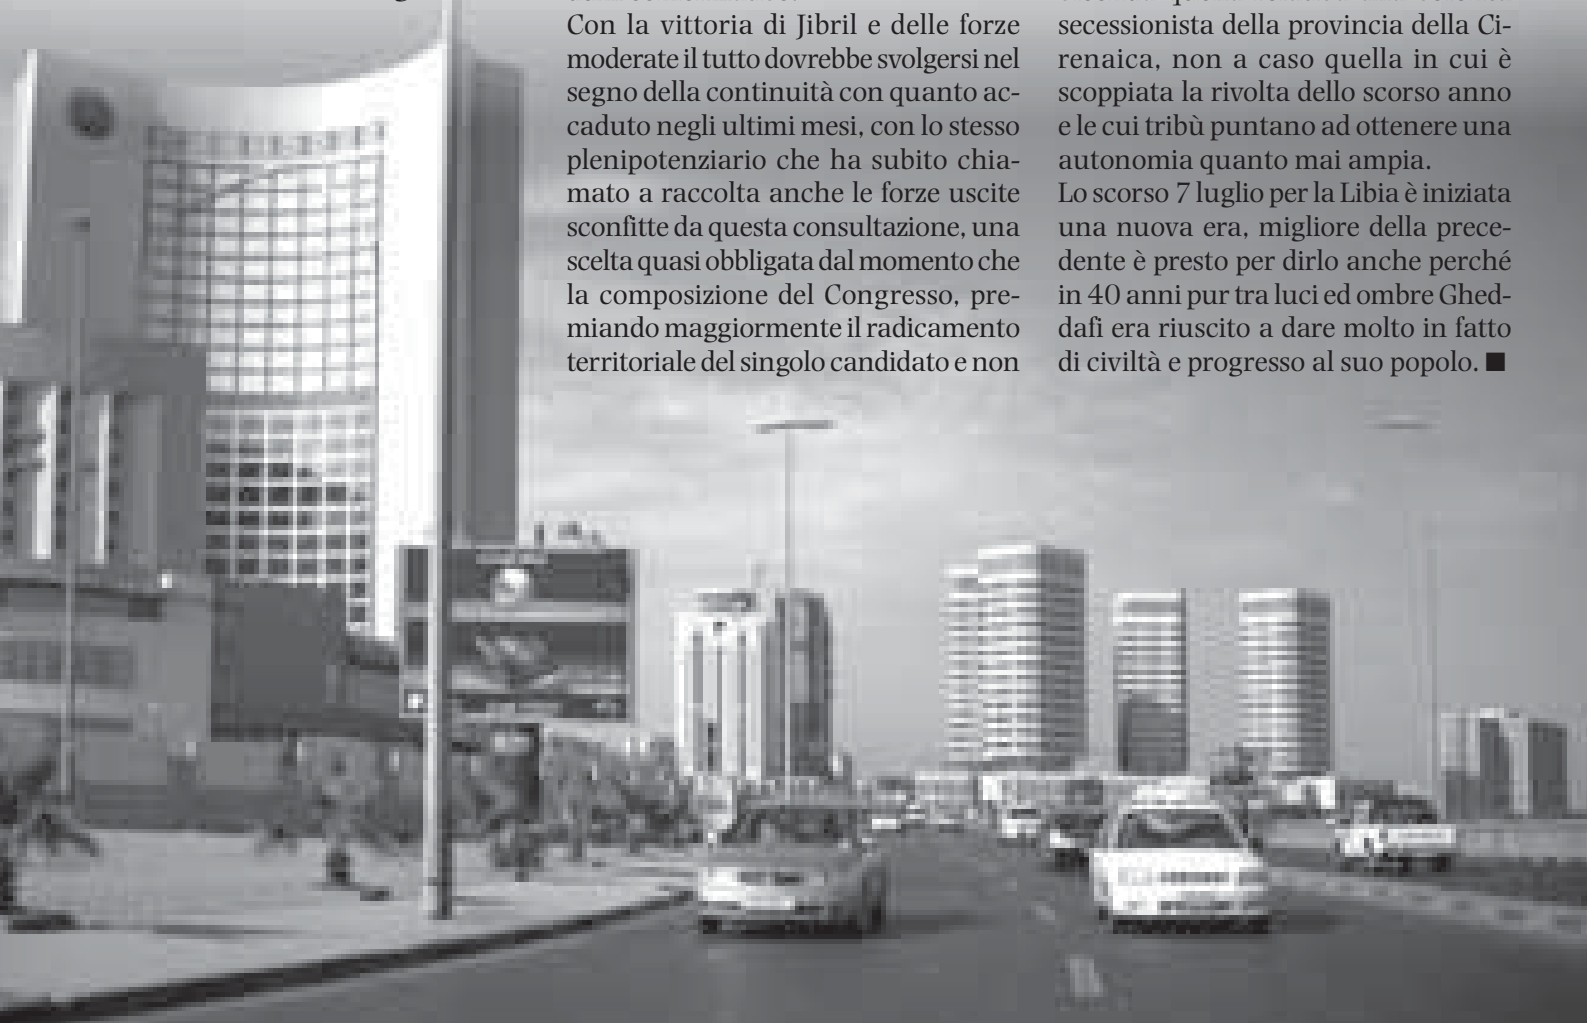 Con la vittoria di Jibril e delle forze
moderate il tutto dovrebbe svolgersi nel
segno della continuità con quanto ac-
caduto negli ultimi mesi, con lo stesso
plenipotenziario che ha subito chia-
mato a raccolta anche le forze uscite
sconfitte da questa consultazione, una
scelta quasi obbligata dal momento che
la composizione del Congresso, pre-
miando maggiormente il radicamento
territoriale del singolo candidato e non
secessionista della provincia della Ci-
renaica, non a caso quella in cui è
scoppiata la rivolta dello scorso anno
e le cui tribù puntano ad ottenere una
autonomia quanto mai ampia.
Lo scorso 7 luglio per la Libia è iniziata
una nuova era, migliore della prece-
dente è presto per dirlo anche perché
in 40 anni pur tra luci ed ombre Ghed-
dafi era riuscito a dare molto in fatto
di civiltà e progresso al suo popolo. ■